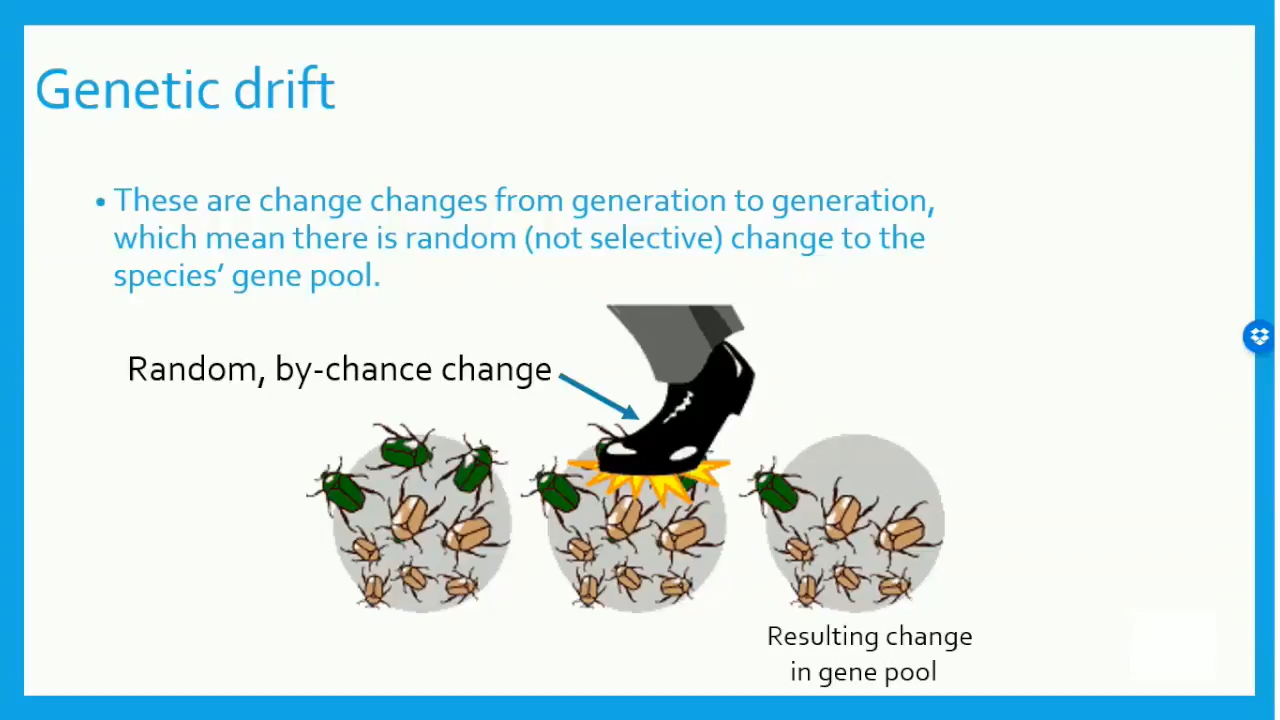 Genetic drift
• These are change changes from generation to generation,
which mean there is random (not selective) change to the
species’ gene pool.
Random, by-chance change
Resulting change
in gene pool